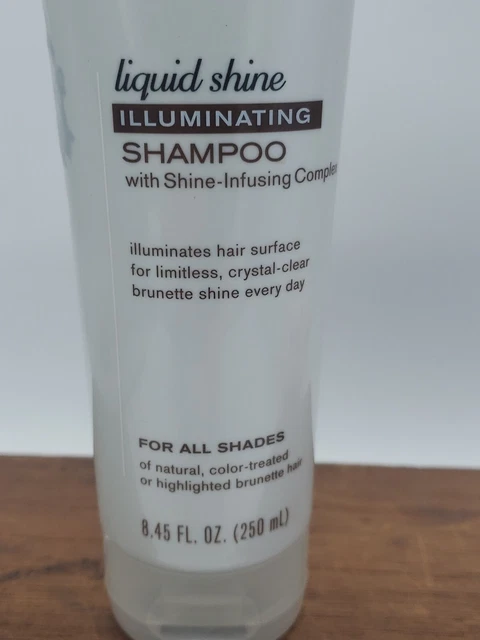 liquid shine
ILLUMINATING
SHAMPOO
with Shine-Infusing Complex
illuminates hair surface
for limitless, crystal-clear
brunette shine every day
FOR ALL SHADES
of natural, color-treated
or highlighted brunette hair
8.45 FL. OZ. (250 mL)